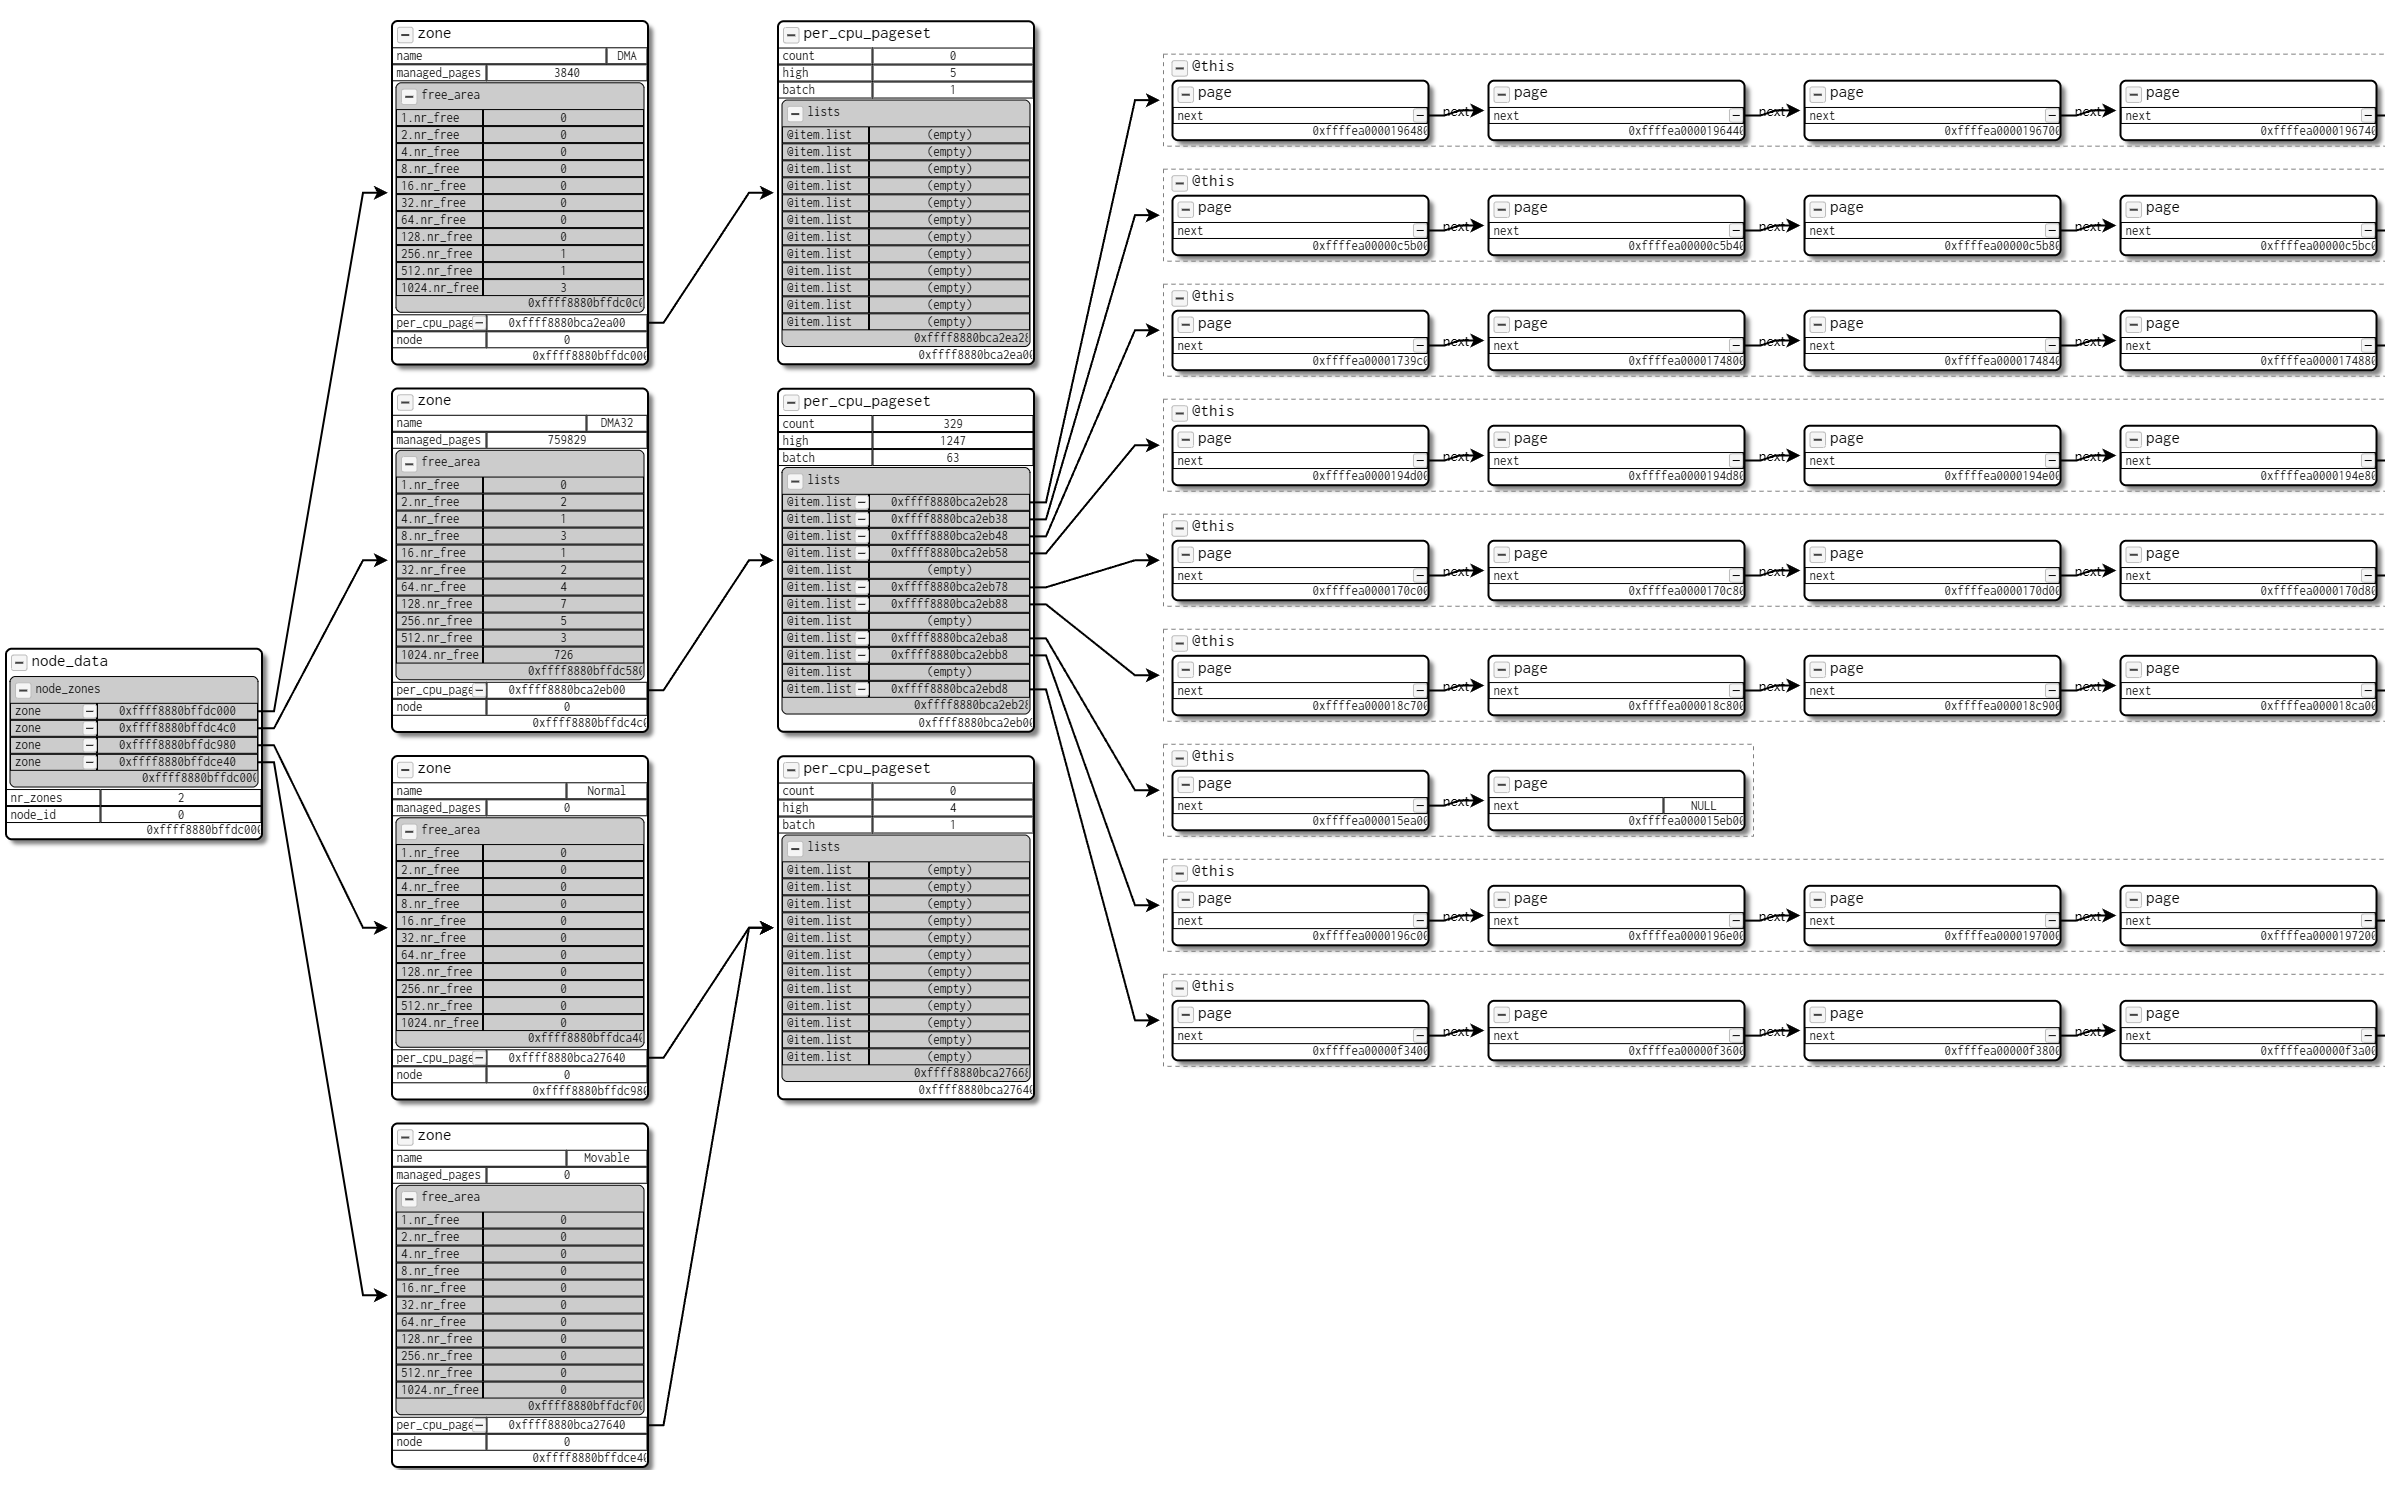 node_data
node_zones
zone 0xffff8880bffdc000
zone 0xffff8880bffdc4c0
zone 0xffff8880bffdc980
zone 0xffff8880bffdce40
0xffff8880bffdc000
nr_zones 2
node_id 0
0xffff8880bffdc000
zone
name DMA
managed_pages 3840
free_area
1.nr_free 0
2.nr_free 0
4.nr_free 0
8.nr_free 0
16.nr_free 0
32.nr_free 0
64.nr_free 0
128.nr_free 0
256.nr_free 1
512.nr_free 1
1024.nr_free 3
0xffff8880bffdc0c0
per_cpu_page 0xffff8880bca2ea00
node 0
0xffff8880bffdc000
zone
name DMA32
managed_pages 759829
free_area
1.nr_free 0
2.nr_free 2
4.nr_free 1
8.nr_free 3
16.nr_free 1
32.nr_free 2
64.nr_free 4
128.nr_free 7
256.nr_free 5
512.nr_free 3
1024.nr_free 726
0xffff8880bffdc580
per_cpu_page 0xffff8880bca2eb00
node 0
0xffff8880bffdc4c0
zone
name Normal
managed_pages 0
free_area
1.nr_free 0
2.nr_free 0
4.nr_free 0
8.nr_free 0
16.nr_free 0
32.nr_free 0
64.nr_free 0
128.nr_free 0
256.nr_free 0
512.nr_free 0
1024.nr_free 0
0xffff8880bffdca40
per_cpu_page 0xffff8880bca27640
node 0
0xffff8880bffdc980
zone
name Movable
managed_pages 0
free_area
1.nr_free 0
2.nr_free 0
4.nr_free 0
8.nr_free 0
16.nr_free 0
32.nr_free 0
64.nr_free 0
128.nr_free 0
256.nr_free 0
512.nr_free 0
1024.nr_free 0
0xffff8880bffdcf00
per_cpu_page 0xffff8880bca27640
node 0
0xffff8880bffdce40
per_cpu_pageset
count 0
high 5
batch 1
lists
@item.list (empty)
@item.list (empty)
@item.list (empty)
@item.list (empty)
@item.list (empty)
@item.list (empty)
@item.list (empty)
@item.list (empty)
@item.list (empty)
@item.list (empty)
@item.list (empty)
@item.list (empty)
0xffff8880bca2ea28
0xffff8880bca2ea00
per_cpu_pageset
count 329
high 1247
batch 63
lists
@item.list 0xffff8880bca2eb28
@item.list 0xffff8880bca2eb38
@item.list 0xffff8880bca2eb48
@item.list 0xffff8880bca2eb58
@item.list (empty)
@item.list 0xffff8880bca2eb78
@item.list 0xffff8880bca2eb88
@item.list (empty)
@item.list 0xffff8880bca2eba8
@item.list 0xffff8880bca2ebb8
@item.list (empty)
@item.list 0xffff8880bca2ebd8
0xffff8880bca2eb28
0xffff8880bca2eb00
per_cpu_pageset
count 0
high 4
batch 1
lists
@item.list (empty)
@item.list (empty)
@item.list (empty)
@item.list (empty)
@item.list (empty)
@item.list (empty)
@item.list (empty)
@item.list (empty)
@item.list (empty)
@item.list (empty)
@item.list (empty)
@item.list (empty)
0xffff8880bca27668
0xffff8880bca27640
@this
page page page page
next next next next next next next
0xffffea0000196480 0xffffea0000196440 0xffffea0000196700 0xffffea0000196740
@this
page page page page
next next next next next next next
0xffffea00000c5b00 0xffffea00000c5b40 0xffffea00000c5b80 0xffffea00000c5bc0
@this
page page page page
next next next next next next next
0xffffea00001739c0 0xffffea0000174800 0xffffea0000174840 0xffffea0000174880
@this
page page page page
next next next next next next next
0xffffea0000194d00 0xffffea0000194d80 0xffffea0000194e00 0xffffea0000194e80
@this
page page page page
next next next next next next next
0xffffea0000170c00 0xffffea0000170c80 0xffffea0000170d00 0xffffea0000170d80
@this
page page page page
next next next next next next next
0xffffea000018c700 0xffffea000018c800 0xffffea000018c900 0xffffea000018ca00
@this
page page
next next next NULL
0xffffea000015ea00 0xffffea000015eb00
@this
page page page page
next next next next next next next
0xffffea0000196c00 0xffffea0000196e00 0xffffea0000197000 0xffffea0000197200
@this
page page page page
next next next next next next next
0xffffea00000f3400 0xffffea00000f3600 0xffffea00000f3800 0xffffea00000f3a00